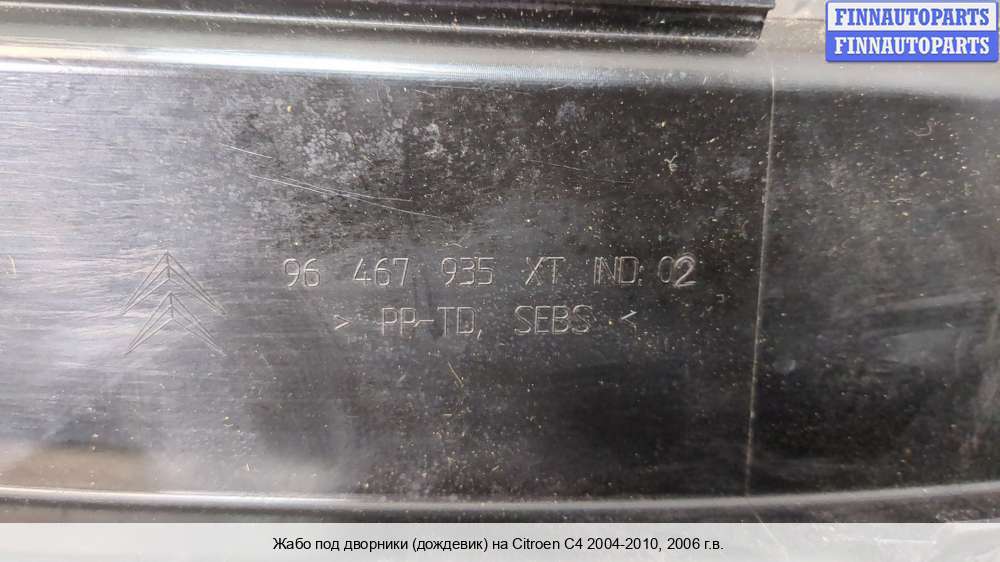 FINNAUTOPARTS
FINNAUTOPARTS
96 467 935 XT IND: 02
> PP-TD, SEBS <
Жабо под дворники (дождевик) на Citroen C4 2004-2010, 2006 г.в.